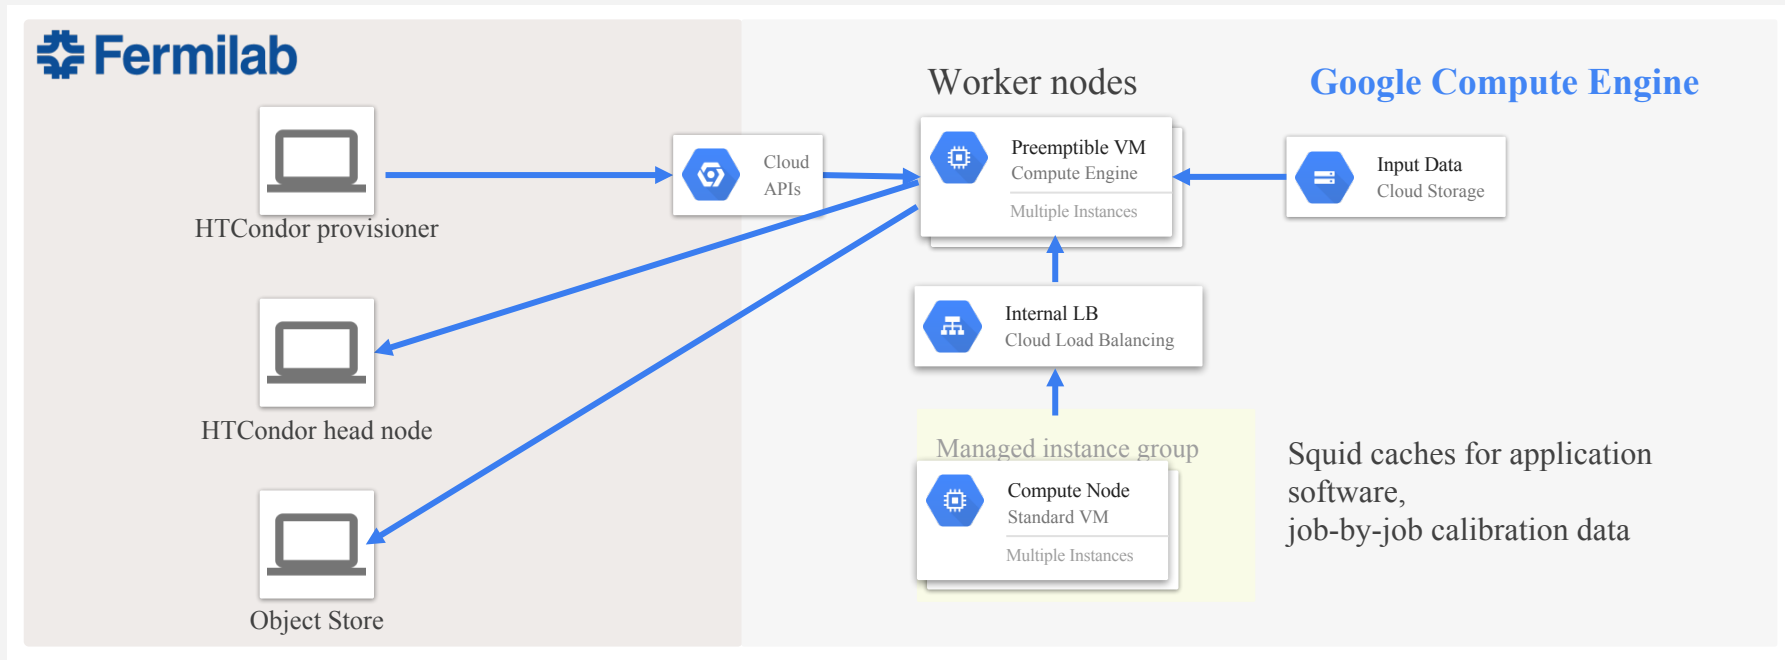 Fermilab
Worker nodes
Google Compute Engine
HTCondor provisioner
Cloud
APIs
Preemptible VM
Compute Engine
Multiple Instances
Input Data
Cloud Storage
HTCondor head node
Internal LB
Cloud Load Balancing
Managed instance group
Compute Node
Standard VM
Multiple Instances
Squid caches for application
software,
job-by-job calibration data
Object Store